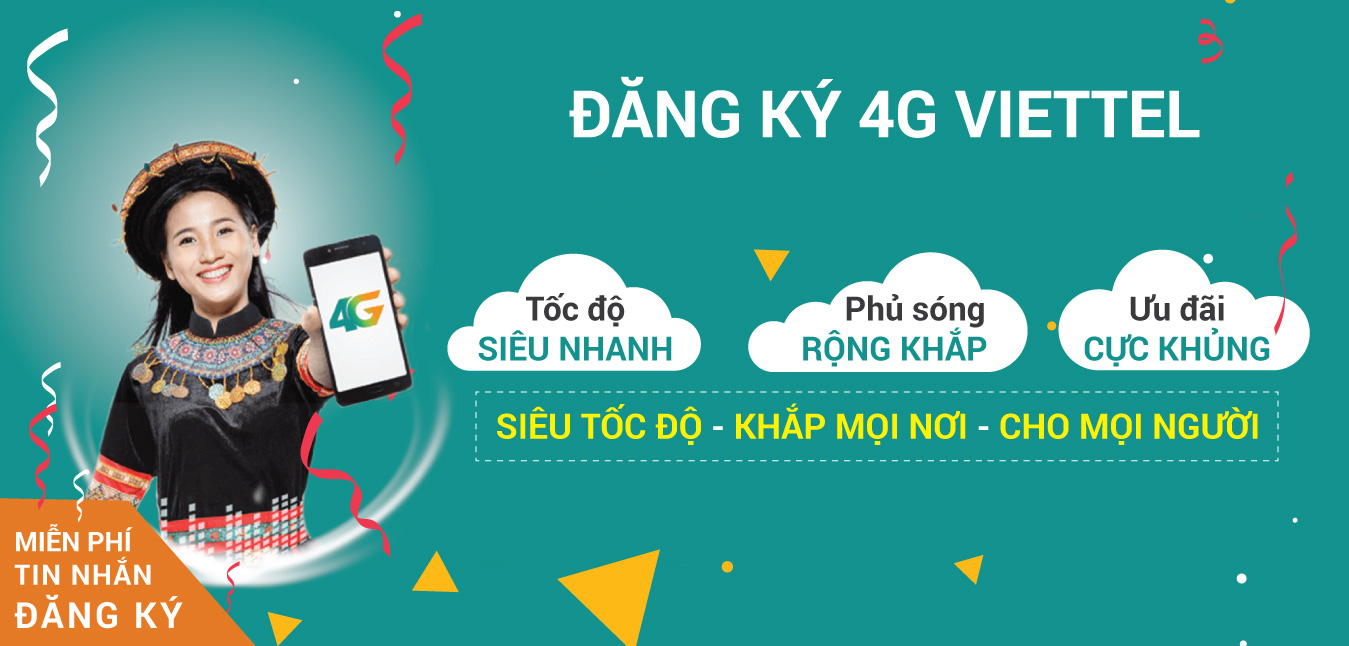 ĐĂNG KÝ 4G VIETTEL
4G
Tốc độ
SIÊU NHANH
Phủ sóng
RỘNG KHẮP
Ưu đãi
CỰC KHỦNG
SIÊU TỐC ĐỘ - KHẮP MỌI NƠI - CHO MỌI NGƯỜI
MIỄN PHÍ
TIN NHẮN
ĐĂNG KÝ